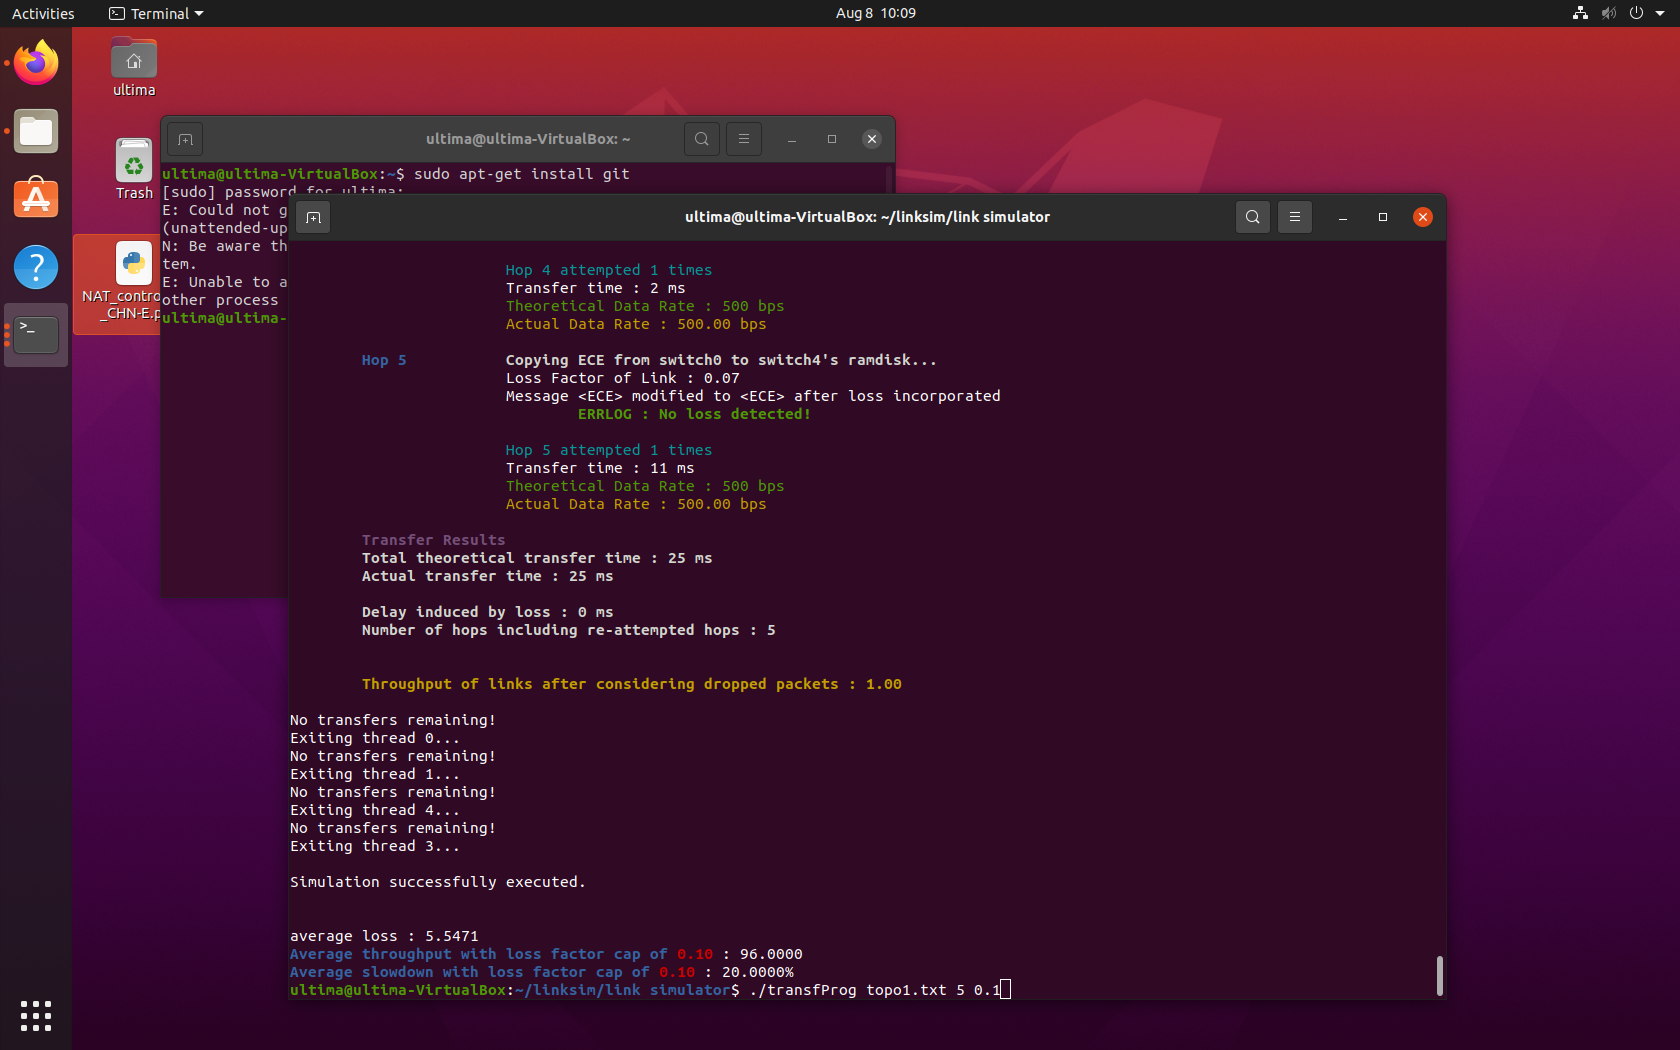 Activities
Terminal
Aug 8 10:09
ultima
Trash
NAT_contro
_CHN-E.p
ultima@ultima-VirtualBox: ~
ultima@ultima-VirtualBox:~$ sudo apt-get install git
[sudo] password for ultima:
E: Could not g
(unattended-up
N: Be aware th
tem.
E: Unable to a
other process
ultima@ultima-
ultima@ultima-VirtualBox: ~/linksim/link simulator
Hop 4 attempted 1 times
Transfer time : 2 ms
Theoretical Data Rate : 500 bps
Actual Data Rate : 500.00 bps
Hop 5 Copying ECE from switch0 to switch4's ramdisk...
Loss Factor of Link : 0.07
Message <ECE> modified to <ECE> after loss incorporated
ERRLOG : No loss detected!
Hop 5 attempted 1 times
Transfer time : 11 ms
Theoretical Data Rate : 500 bps
Actual Data Rate : 500.00 bps
Transfer Results
Total theoretical transfer time : 25 ms
Actual transfer time : 25 ms
Delay induced by loss : 0 ms
Number of hops including re-attempted hops : 5
Throughput of links after considering dropped packets : 1.00
No transfers remaining!
Exiting thread 0...
No transfers remaining!
Exiting thread 1...
No transfers remaining!
Exiting thread 4...
No transfers remaining!
Exiting thread 3...
Simulation successfully executed.
average loss : 5.5471
Average throughput with loss factor cap of 0.10 : 96.0000
Average slowdown with loss factor cap of 0.10 : 20.0000%
ultima@ultima-VirtualBox:~/linksim/link simulator$ ./transfProg topo1.txt 5 0.1